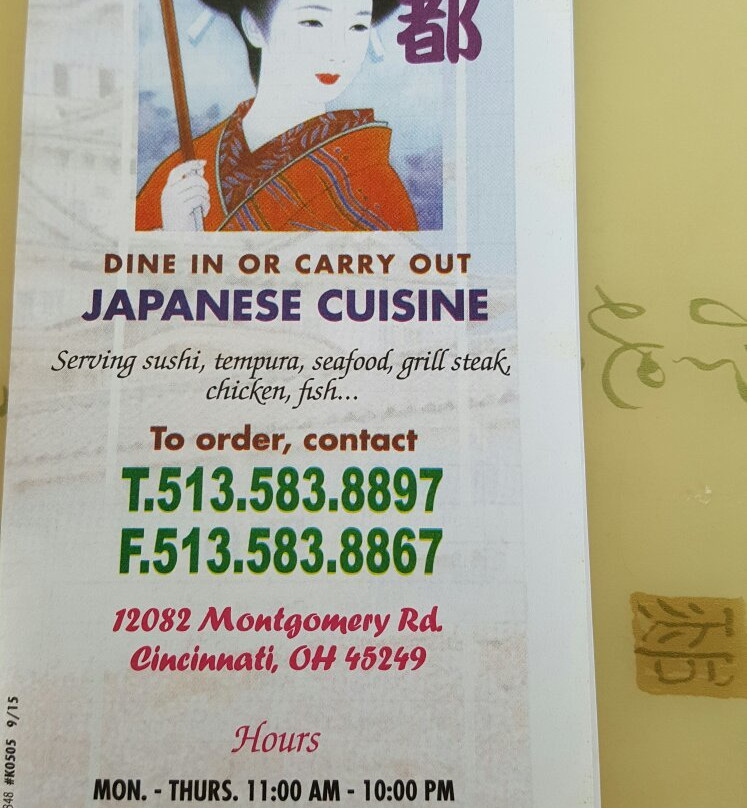 都
DINE IN OR CARRY OUT
JAPANESE CUISINE
Serving sushi, tempura, seafood, grill steak,
chicken, fish...
To order, contact
T.513.583.8897
F.513.583.8867
12082 Montgomery Rd.
Cincinnati, OH 45249
Hours
MON. - THURS. 11:00 AM - 10:00 PM
848 #K0505 9/15